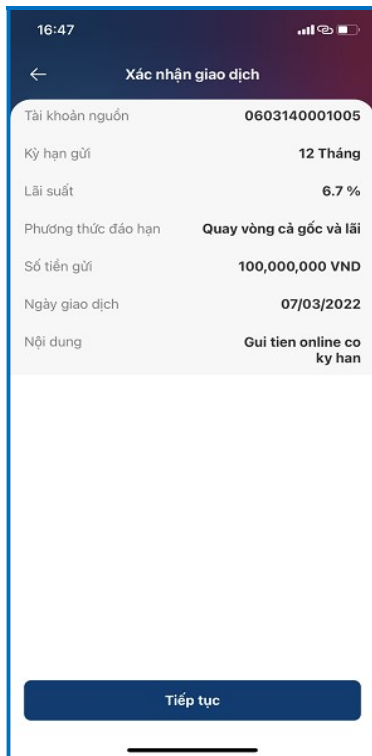 16:47
Xác nhận giao dịch
Tài khoản nguồn 0603140001005
Kỳ hạn gửi 12 Tháng
Lãi suất 6.7 %
Phương thức đáo hạn Quay vòng cả gốc và lãi
Số tiền gửi 100,000,000 VND
Ngày giao dịch 07/03/2022
Nội dung Gui tien online co
ky han
Tiếp tục